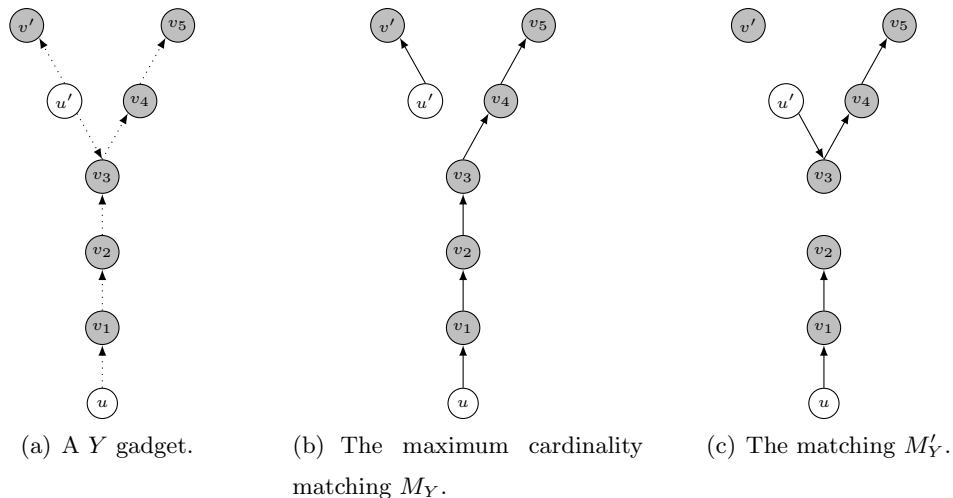 v′ v₅ v′ v₅ v′ v₅
u′ v₄ u′ v₄ u′ v₄
v₃ v₃ v₃
v₂ v₂ v₂
v₁ v₁ v₁
u u u
(a) A Y gadget.
(b) The maximum cardinality
matching M_Y.
(c) The matching M′_Y.